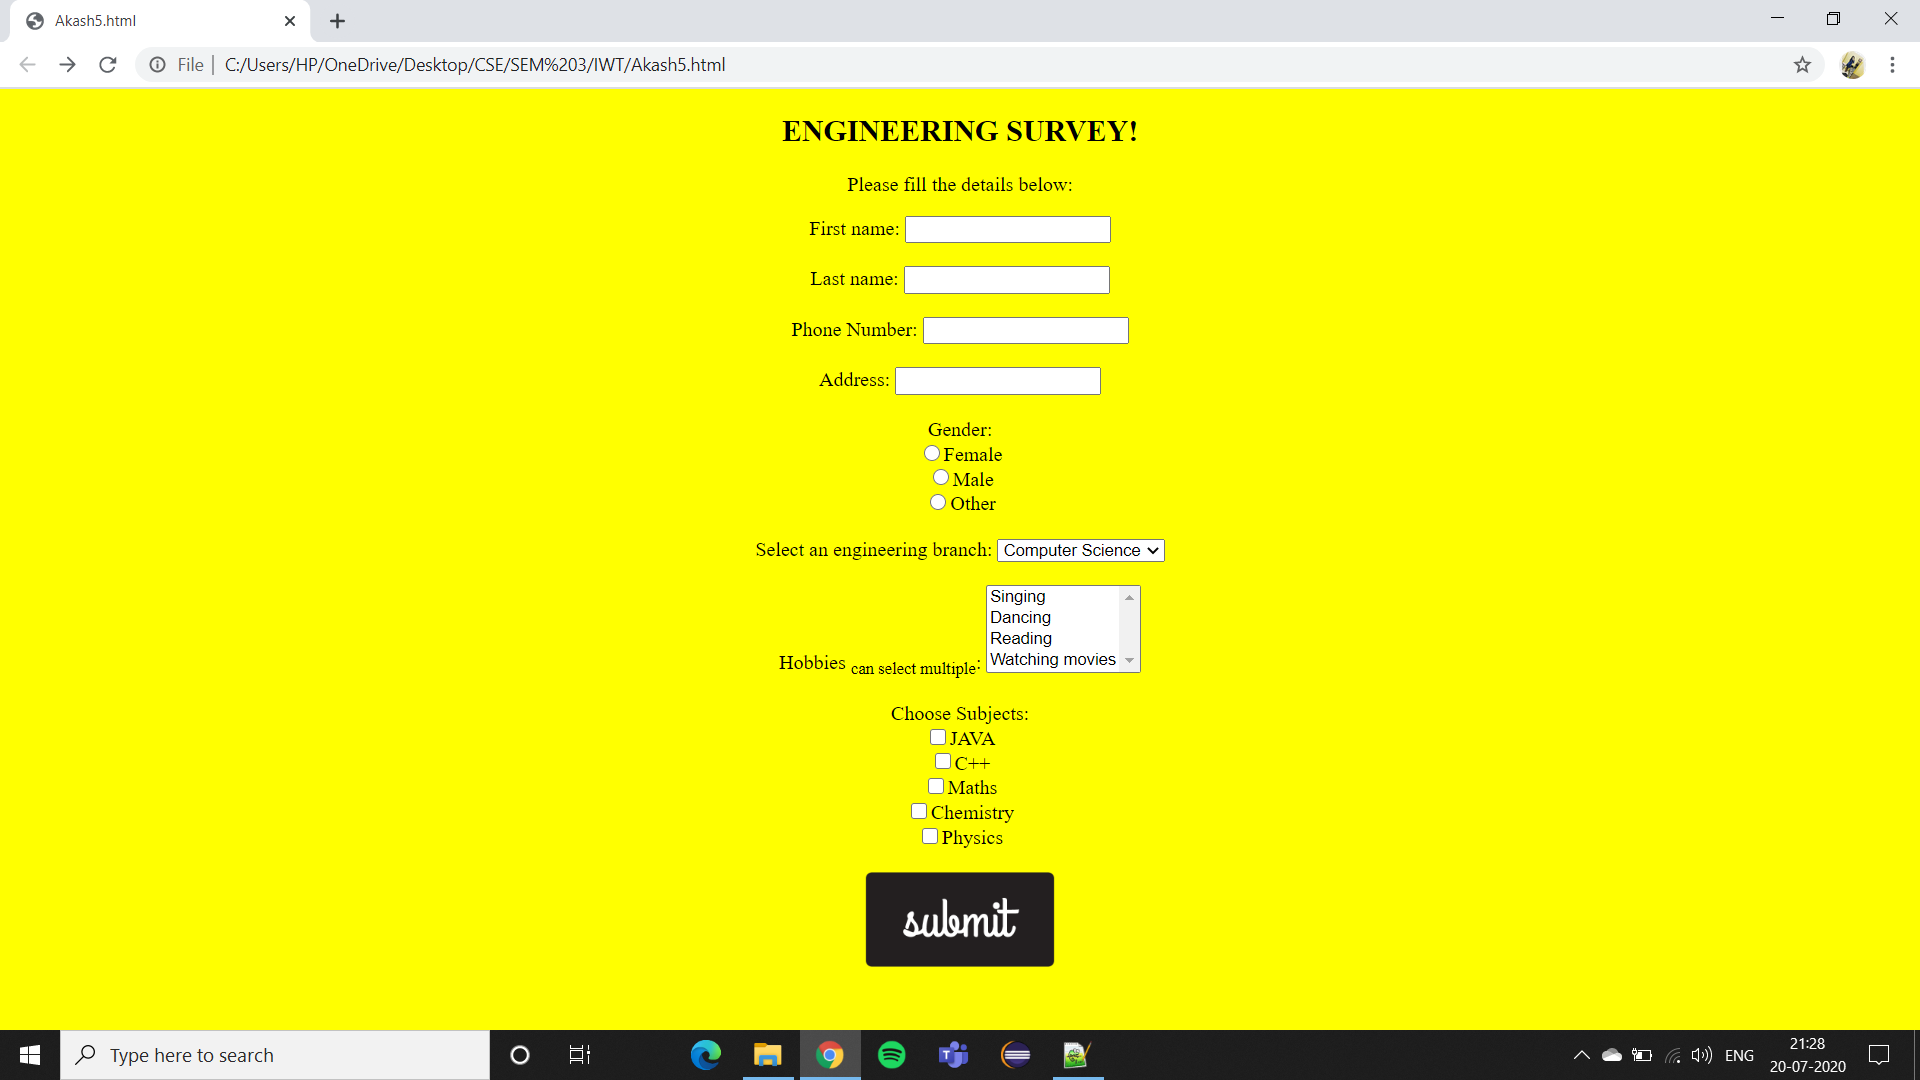 Akash5.html
File | C:/Users/HP/OneDrive/Desktop/CSE/SEM%203/IWT/Akash5.html
ENGINEERING SURVEY!
Please fill the details below:
First name:
Last name:
Phone Number:
Address:
Gender:
Female
Male
Other
Select an engineering branch: Computer Science
Singing
Dancing
Reading
Watching movies
Hobbies can select multiple:
Choose Subjects:
JAVA
C++
Maths
Chemistry
Physics
submit
Type here to search
ENG
21:28
20-07-2020